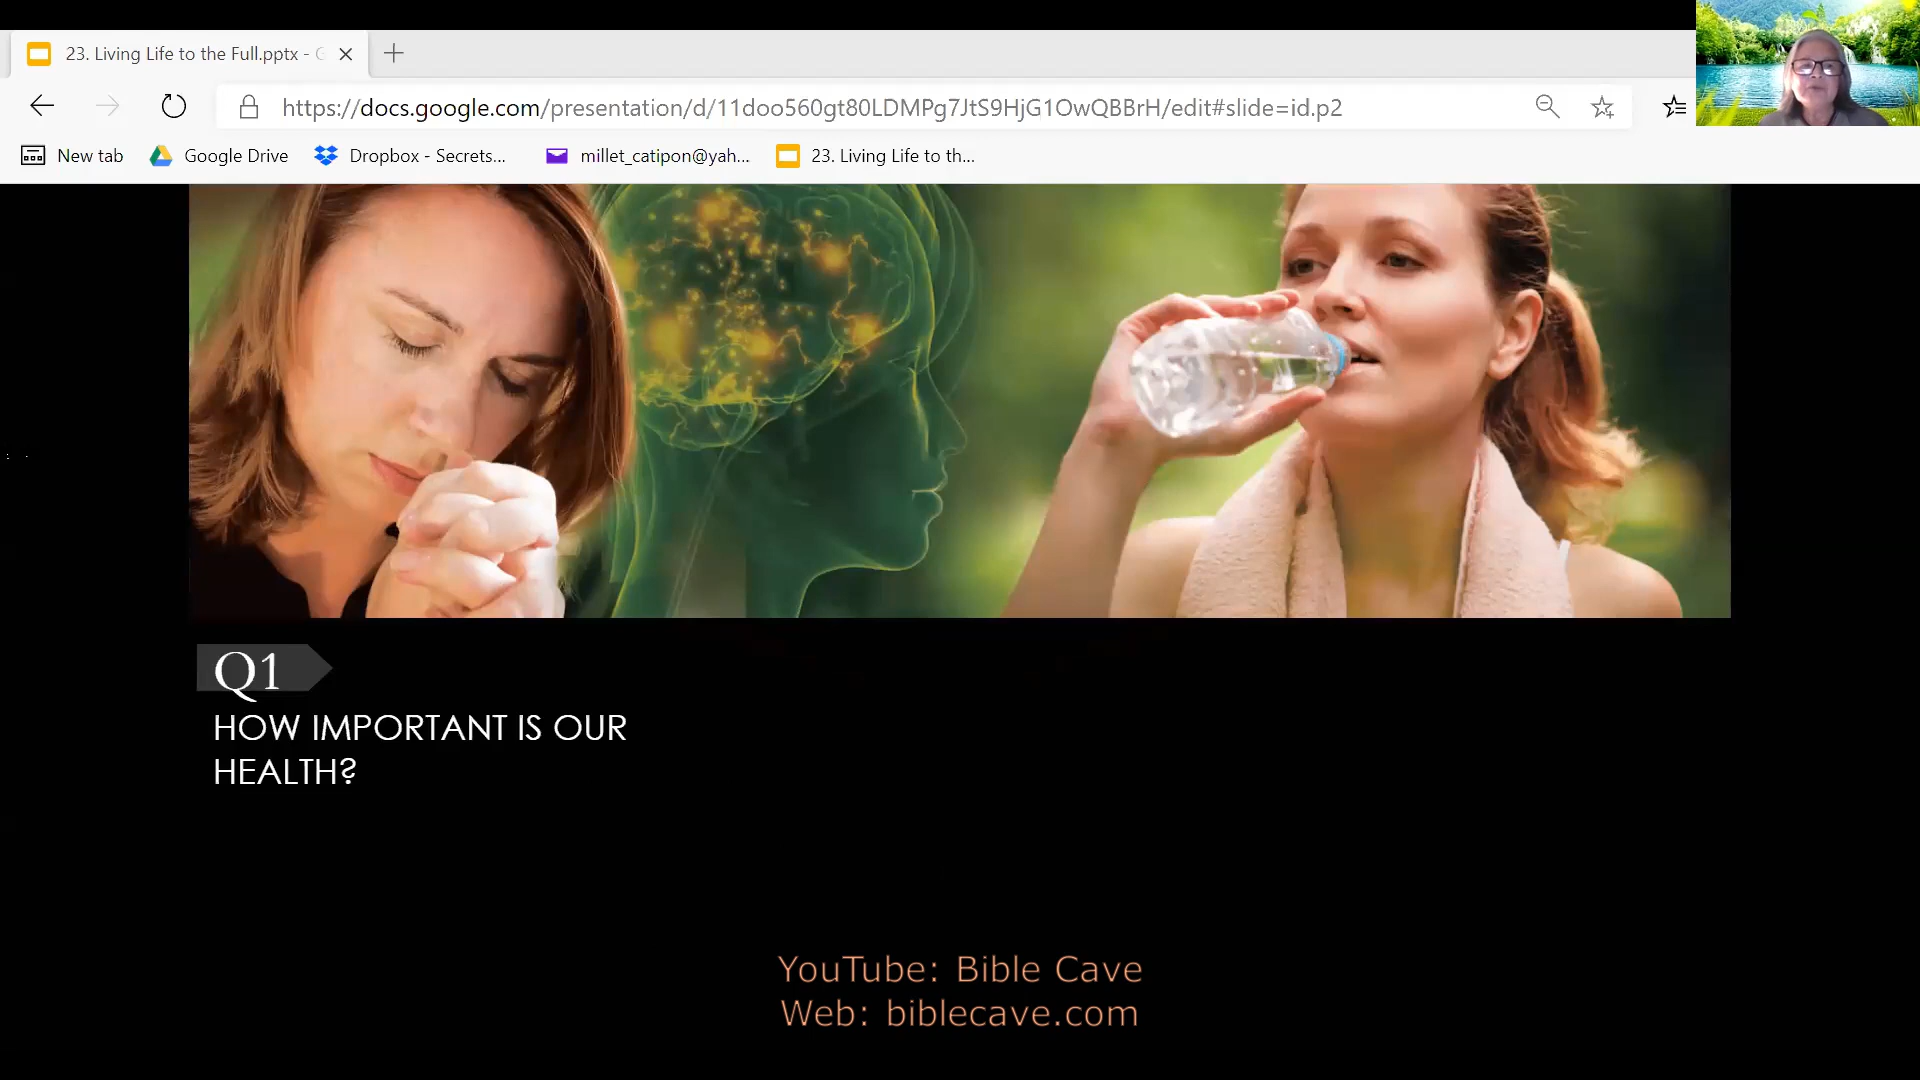 23. Living Life to the Full.pptx - G
https://docs.google.com/presentation/d/11doo560gt80LDMPg7JtS9HjG1OwQBBrH/edit#slide=id.p2
New tab
Google Drive
Dropbox - Secrets...
millet_catipon@yah...
23. Living Life to th...
Q1
HOW IMPORTANT IS OUR
HEALTH?
YouTube: Bible Cave
Web: biblecave.com